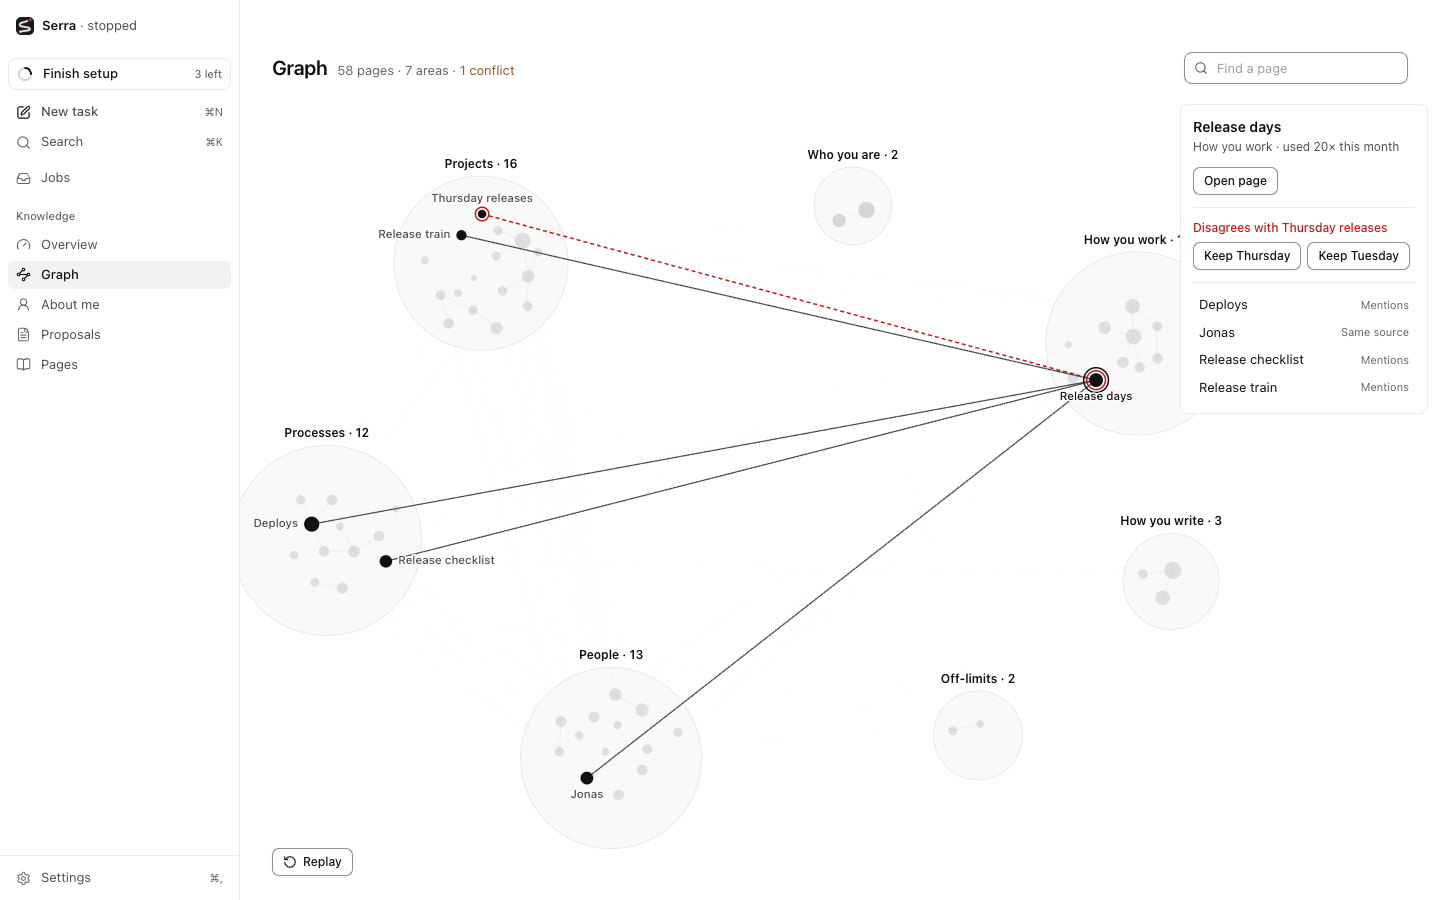 Serra · stopped
Finish setup 3 left
New task ⌘N
Search ⌘K
Jobs
Knowledge
Overview
Graph
About me
Proposals
Pages
Settings ⌘,
Graph 58 pages · 7 areas · 1 conflict
Find a page
Release days
How you work · used 20× this month
Open page
Disagrees with Thursday releases
Keep Thursday Keep Tuesday
Deploys Mentions
Jonas Same source
Release checklist Mentions
Release train Mentions
Who you are · 2
Projects · 16
Thursday releases
Release train
How you work ·
Release days
Processes · 12
Deploys
Release checklist
How you write · 3
People · 13
Jonas
Off-limits · 2
Replay